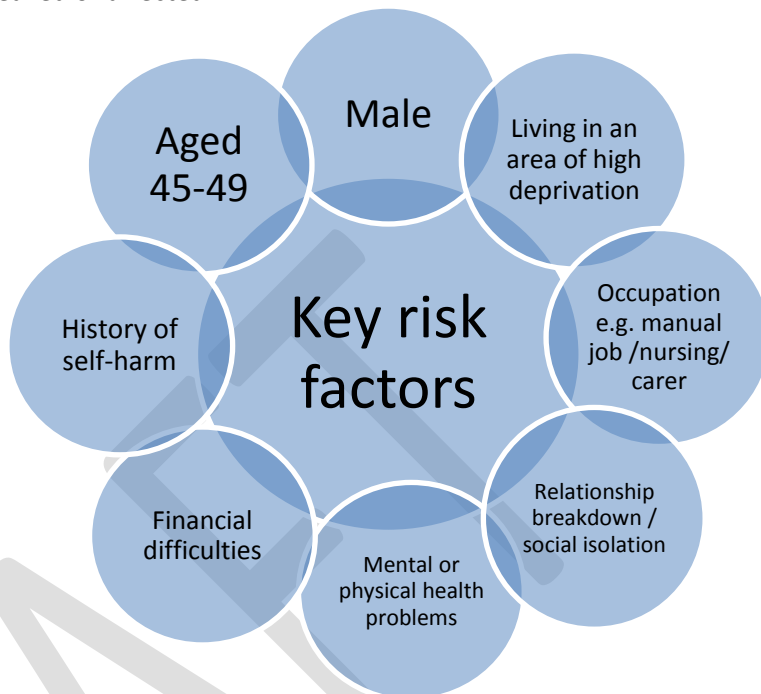 Key risk
factors
Male
Living in an
area of high
deprivation
Occupation
e.g. manual
job /nursing/
carer
Relationship
breakdown /
social isolation
Mental or
physical health
problems
Financial
difficulties
History of
self-harm
Aged
45-49